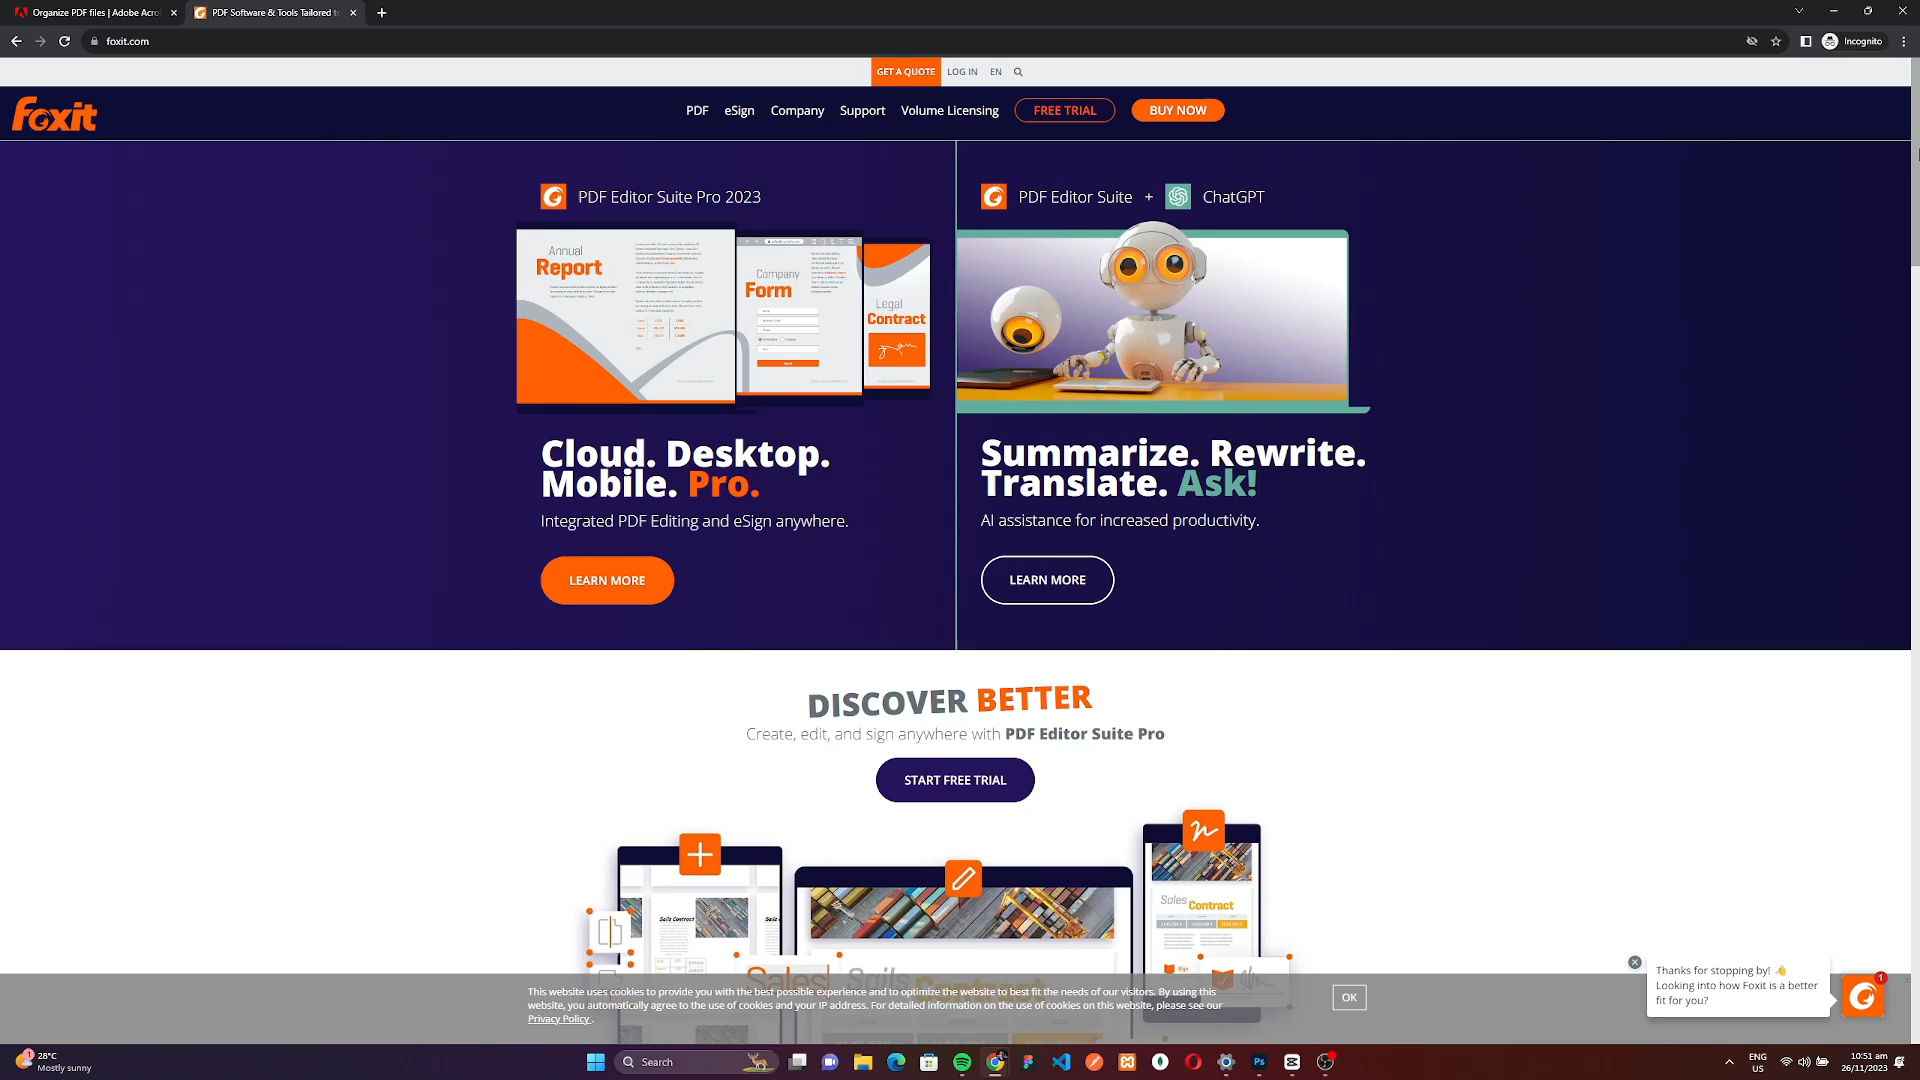 Organize PDF files | Adobe Acro
PDF Software & Tools Tailored to
foxit.com
Incognito
GET A QUOTE
LOG IN
EN
foxit
PDF
eSign
Company
Support
Volume Licensing
FREE TRIAL
BUY NOW
PDF Editor Suite Pro 2023
PDF Editor Suite + ChatGPT
Annual
Report
Company
Form
Legal
Contract
Cloud. Desktop.
Mobile. Pro.
Integrated PDF Editing and eSign anywhere.
LEARN MORE
Summarize. Rewrite.
Translate. Ask!
AI assistance for increased productivity.
LEARN MORE
DISCOVER BETTER
Create, edit, and sign anywhere with PDF Editor Suite Pro
START FREE TRIAL
Sales Contract
Sales Contract
This website uses cookies to provide you with the best possible experience and to optimize the website to best fit the needs of our visitors. By using this
website, you automatically agree to the use of cookies and your IP address. For detailed information on the use of cookies on this website, please see our
Privacy Policy .
OK
Thanks for stopping by! 👋
Looking into how Foxit is a better
fit for you?
1
28°C
Mostly sunny
Search
ENG
US
10:51 am
26/11/2023